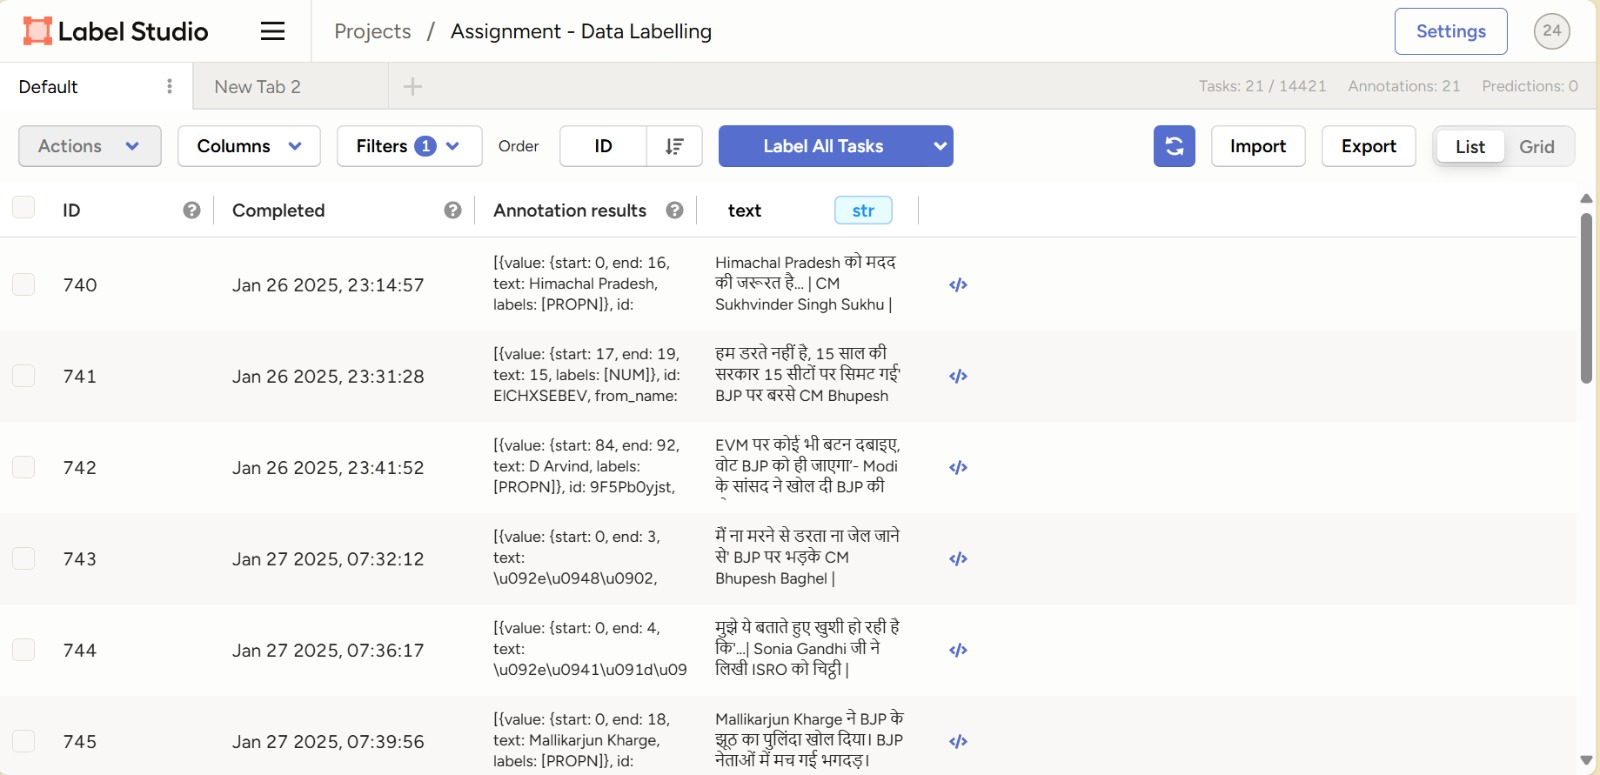 Label Studio
Projects / Assignment - Data Labelling
Settings
24
Default
New Tab 2
Tasks: 21 / 14421 Annotations: 21 Predictions: 0
Actions
Columns
Filters 1
Order
ID
Label All Tasks
Import
Export
List
Grid
ID
Completed
Annotation results
text
str
740
Jan 26 2025, 23:14:57
[{value: {start: 0, end: 16,
text: Himachal Pradesh,
labels: [PROPN]}, id:
Himachal Pradesh को मदद
की जरूरत है... | CM
Sukhvinder Singh Sukhu |
741
Jan 26 2025, 23:31:28
[{value: {start: 17, end: 19,
text: 15, labels: [NUM]}, id:
EICHXSEBEV, from_name:
हम डरते नहीं है, 15 साल की
सरकार 15 सीटों पर सिमट गई'
BJP पर बरसे CM Bhupesh
742
Jan 26 2025, 23:41:52
[{value: {start: 84, end: 92,
text: D Arvind, labels:
[PROPN]}, id: 9F5Pb0yjst,
EVM पर कोई भी बटन दबाइए,
वोट BJP को ही जाएगा'- Modi
के सांसद ने खोल दी BJP की
743
Jan 27 2025, 07:32:12
[{value: {start: 0, end: 3,
text:
\u092e\u0948\u0902,
मैं ना मरने से डरता ना जेल जाने
से' BJP पर भड़के CM
Bhupesh Baghel |
744
Jan 27 2025, 07:36:17
[{value: {start: 0, end: 4,
text:
\u092e\u0941\u091d\u09
मुझे ये बताते हुए खुशी हो रही है
कि'...| Sonia Gandhi जी ने
लिखी ISRO को चिट्ठी |
745
Jan 27 2025, 07:39:56
[{value: {start: 0, end: 18,
text: Mallikarjun Kharge,
labels: [PROPN]}, id:
Mallikarjun Kharge ने BJP के
झूठ का पुलिंदा खोल दिया। BJP
नेताओं में मच गई भगदड़।